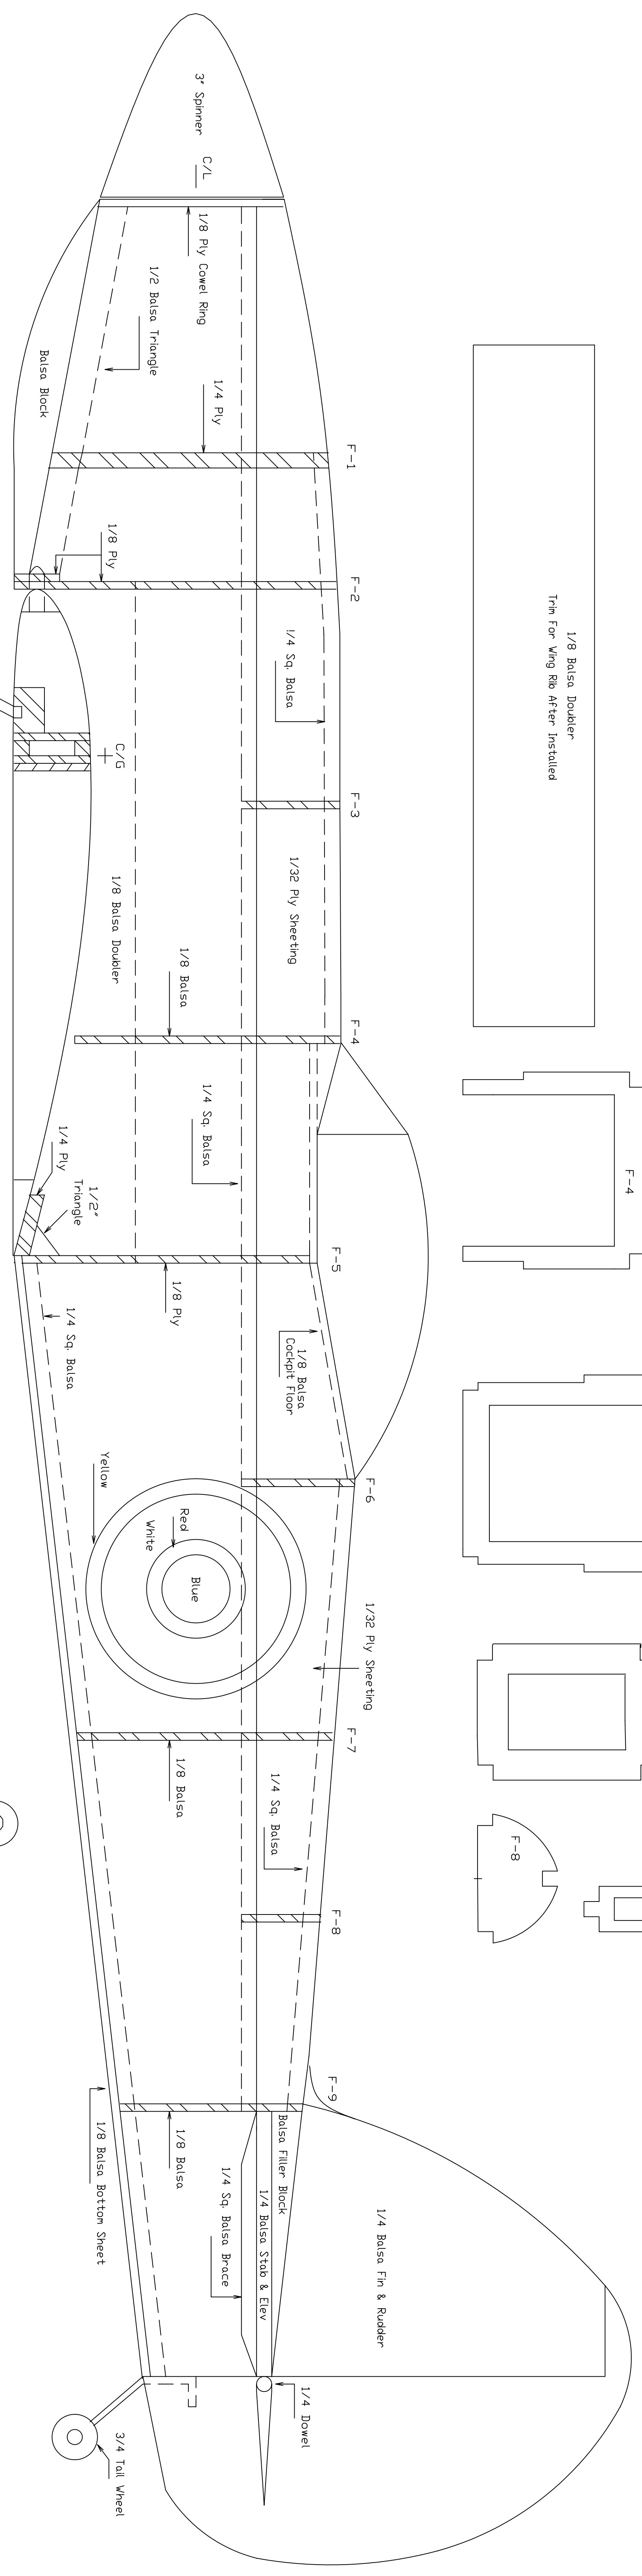 3" Spinner
C/L
1/8 Ply Cowel Ring
1/2 Balsa Triangle
Balsa Block
1/4 Ply
F-1
1/8 Ply
F-2
1/8 Balsa Doubler
Trim For Wing Rib After Installed
!/4 Sq. Balsa
C/G
F-3
1/32 Ply Sheeting
1/8 Balsa Doubler
1/8 Balsa
F-4
F-4
1/4 Sq. Balsa
1/4 Ply
1/2"
Triangle
F-5
1/8 Ply
1/4 Sq. Balsa
1/8 Balsa
Cockpit Floor
F-6
Yellow
Red
White
Blue
1/32 Ply Sheeting
F-7
1/8 Balsa
1/4 Sq. Balsa
F-8
F-8
F-9
1/8 Balsa
1/8 Balsa Bottom Sheet
Balsa Filler Block
1/4 Sq. Balsa Brace
1/4 Balsa Stab & Elev
1/4 Balsa Fin & Rudder
1/4 Dowel
3/4 Tail Wheel